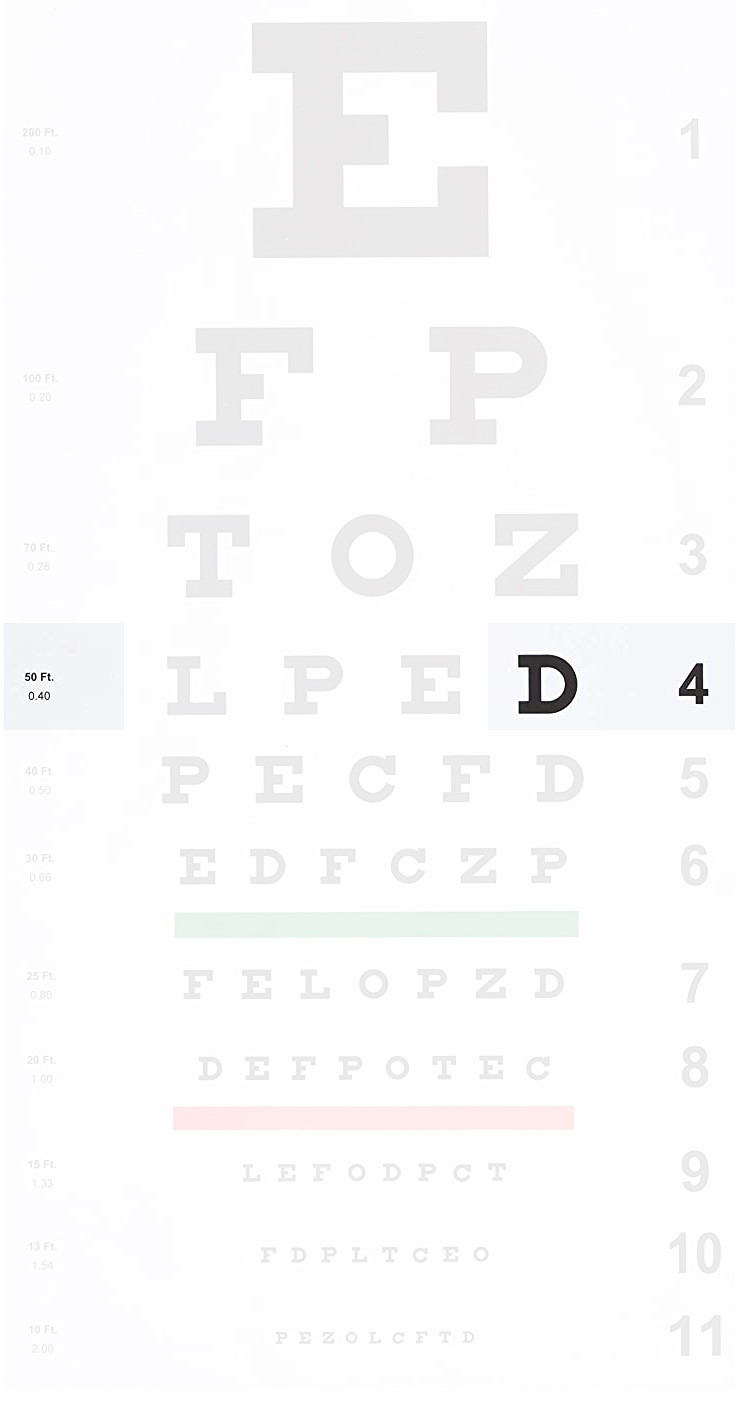 E
200 Ft.
0.10
1
F P
100 Ft.
0.20
2
T O Z
70 Ft.
0.28
3
L P E D
50 Ft.
0.40
4
P E C F D
40 Ft.
0.50
5
E D F C Z P
30 Ft.
0.66
6
F E L O P Z D
25 Ft.
0.80
7
D E F P O T E C
20 Ft.
1.00
8
L E F O D P C T
15 Ft.
1.33
9
F D P L T C E O
13 Ft.
1.54
10
P E Z O L C F T D
10 Ft.
2.00
11